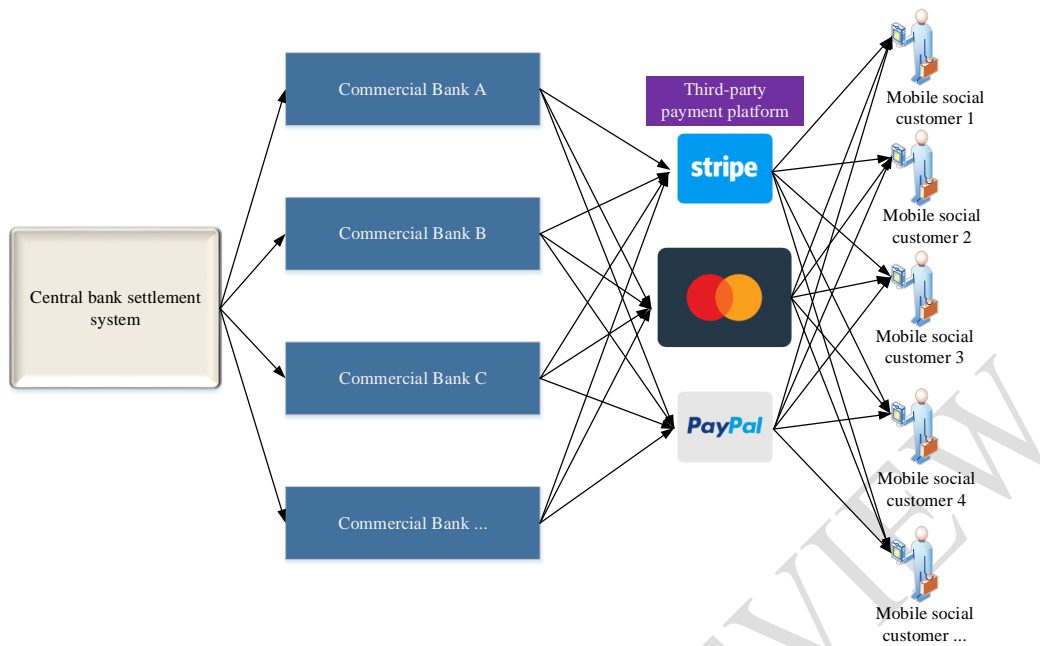 Central bank settlement
system
Commercial Bank A
Commercial Bank B
Commercial Bank C
Commercial Bank ...
Third-party
payment platform
stripe
PayPal
Mobile social
customer 1
Mobile social
customer 2
Mobile social
customer 3
Mobile social
customer 4
Mobile social
customer ...